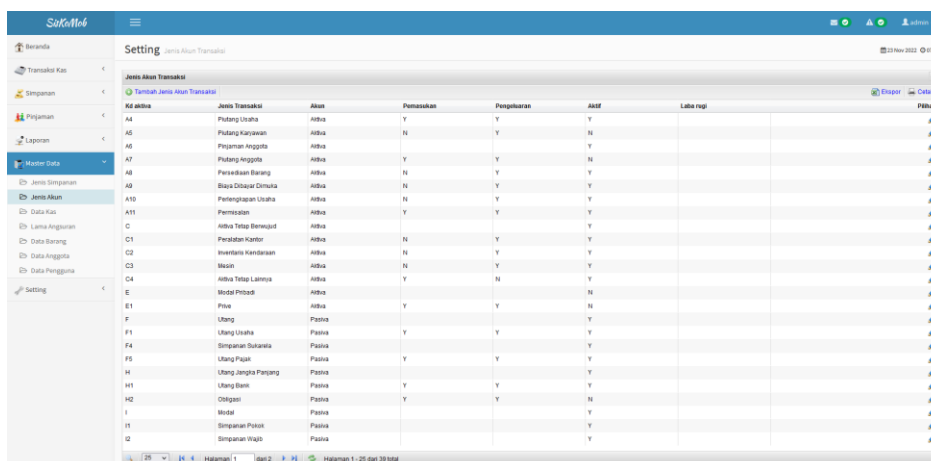 SiKoMob
admin
Beranda
Transaksi Kas
Simpanan
Pinjaman
Laporan
Master Data
Jenis Simpanan
Jenis Akun
Data Kas
Lama Angsuran
Data Barang
Data Anggota
Data Pengguna
Setting
Setting Jenis Akun Transaksi
23 Nov 2022
Jenis Akun Transaksi
Tambah Jenis Akun Transaksi Ekspor
Kd aktiva Jenis Transaksi Akun Pemasukan Pengeluaran Aktif Laba rugi
A4 Piutang Usaha Aktiva Y Y Y
A5 Piutang Karyawan Aktiva N Y N
A6 Pinjaman Anggota Aktiva Y
A7 Piutang Anggota Aktiva Y Y N
A8 Persediaan Barang Aktiva N Y Y
A9 Biaya Dibayar Dimuka Aktiva N Y Y
A10 Perlengkapan Usaha Aktiva N Y Y
A11 Permisalan Aktiva Y Y Y
C Aktiva Tetap Berwujud Aktiva Y
C1 Peralatan Kantor Aktiva N Y Y
C2 Inventaris Kendaraan Aktiva N Y Y
C3 Mesin Aktiva N Y Y
C4 Aktiva Tetap Lainnya Aktiva Y N Y
E Modal Pribadi Aktiva N
E1 Prive Aktiva Y Y N
F Utang Pasiva Y
F1 Utang Usaha Pasiva Y Y Y
F4 Simpanan Sukarela Pasiva Y
F5 Utang Pajak Pasiva Y Y Y
H Utang Jangka Panjang Pasiva Y
H1 Utang Bank Pasiva Y Y Y
H2 Obligasi Pasiva Y Y N
I Modal Pasiva Y
I1 Simpanan Pokok Pasiva Y
I2 Simpanan Wajib Pasiva Y
25 Halaman 1 dari 2 Halaman 1 - 25 dari 39 total